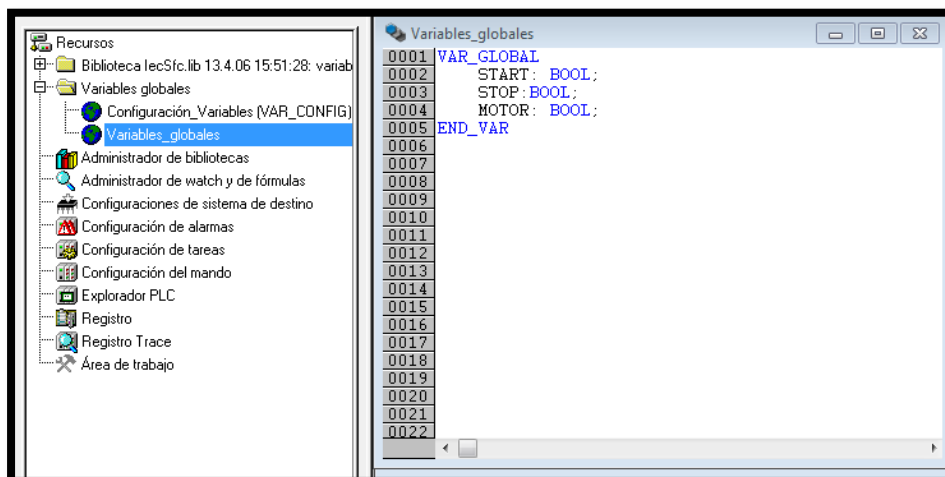 Recursos
Biblioteca IecSfc.lib 13.4.06 15:51:28: variab
Variables globales
Configuración_Variables (VAR_CONFIG)
Variables_globales
Administrador de bibliotecas
Administrador de watch y de fórmulas
Configuraciones de sistema de destino
Configuración de alarmas
Configuración de tareas
Configuración del mando
Explorador PLC
Registro
Registro Trace
Área de trabajo
Variables_globales
0001 VAR_GLOBAL
0002 START: BOOL;
0003 STOP:BOOL;
0004 MOTOR: BOOL;
0005 END_VAR
0006
0007
0008
0009
0010
0011
0012
0013
0014
0015
0016
0017
0018
0019
0020
0021
0022